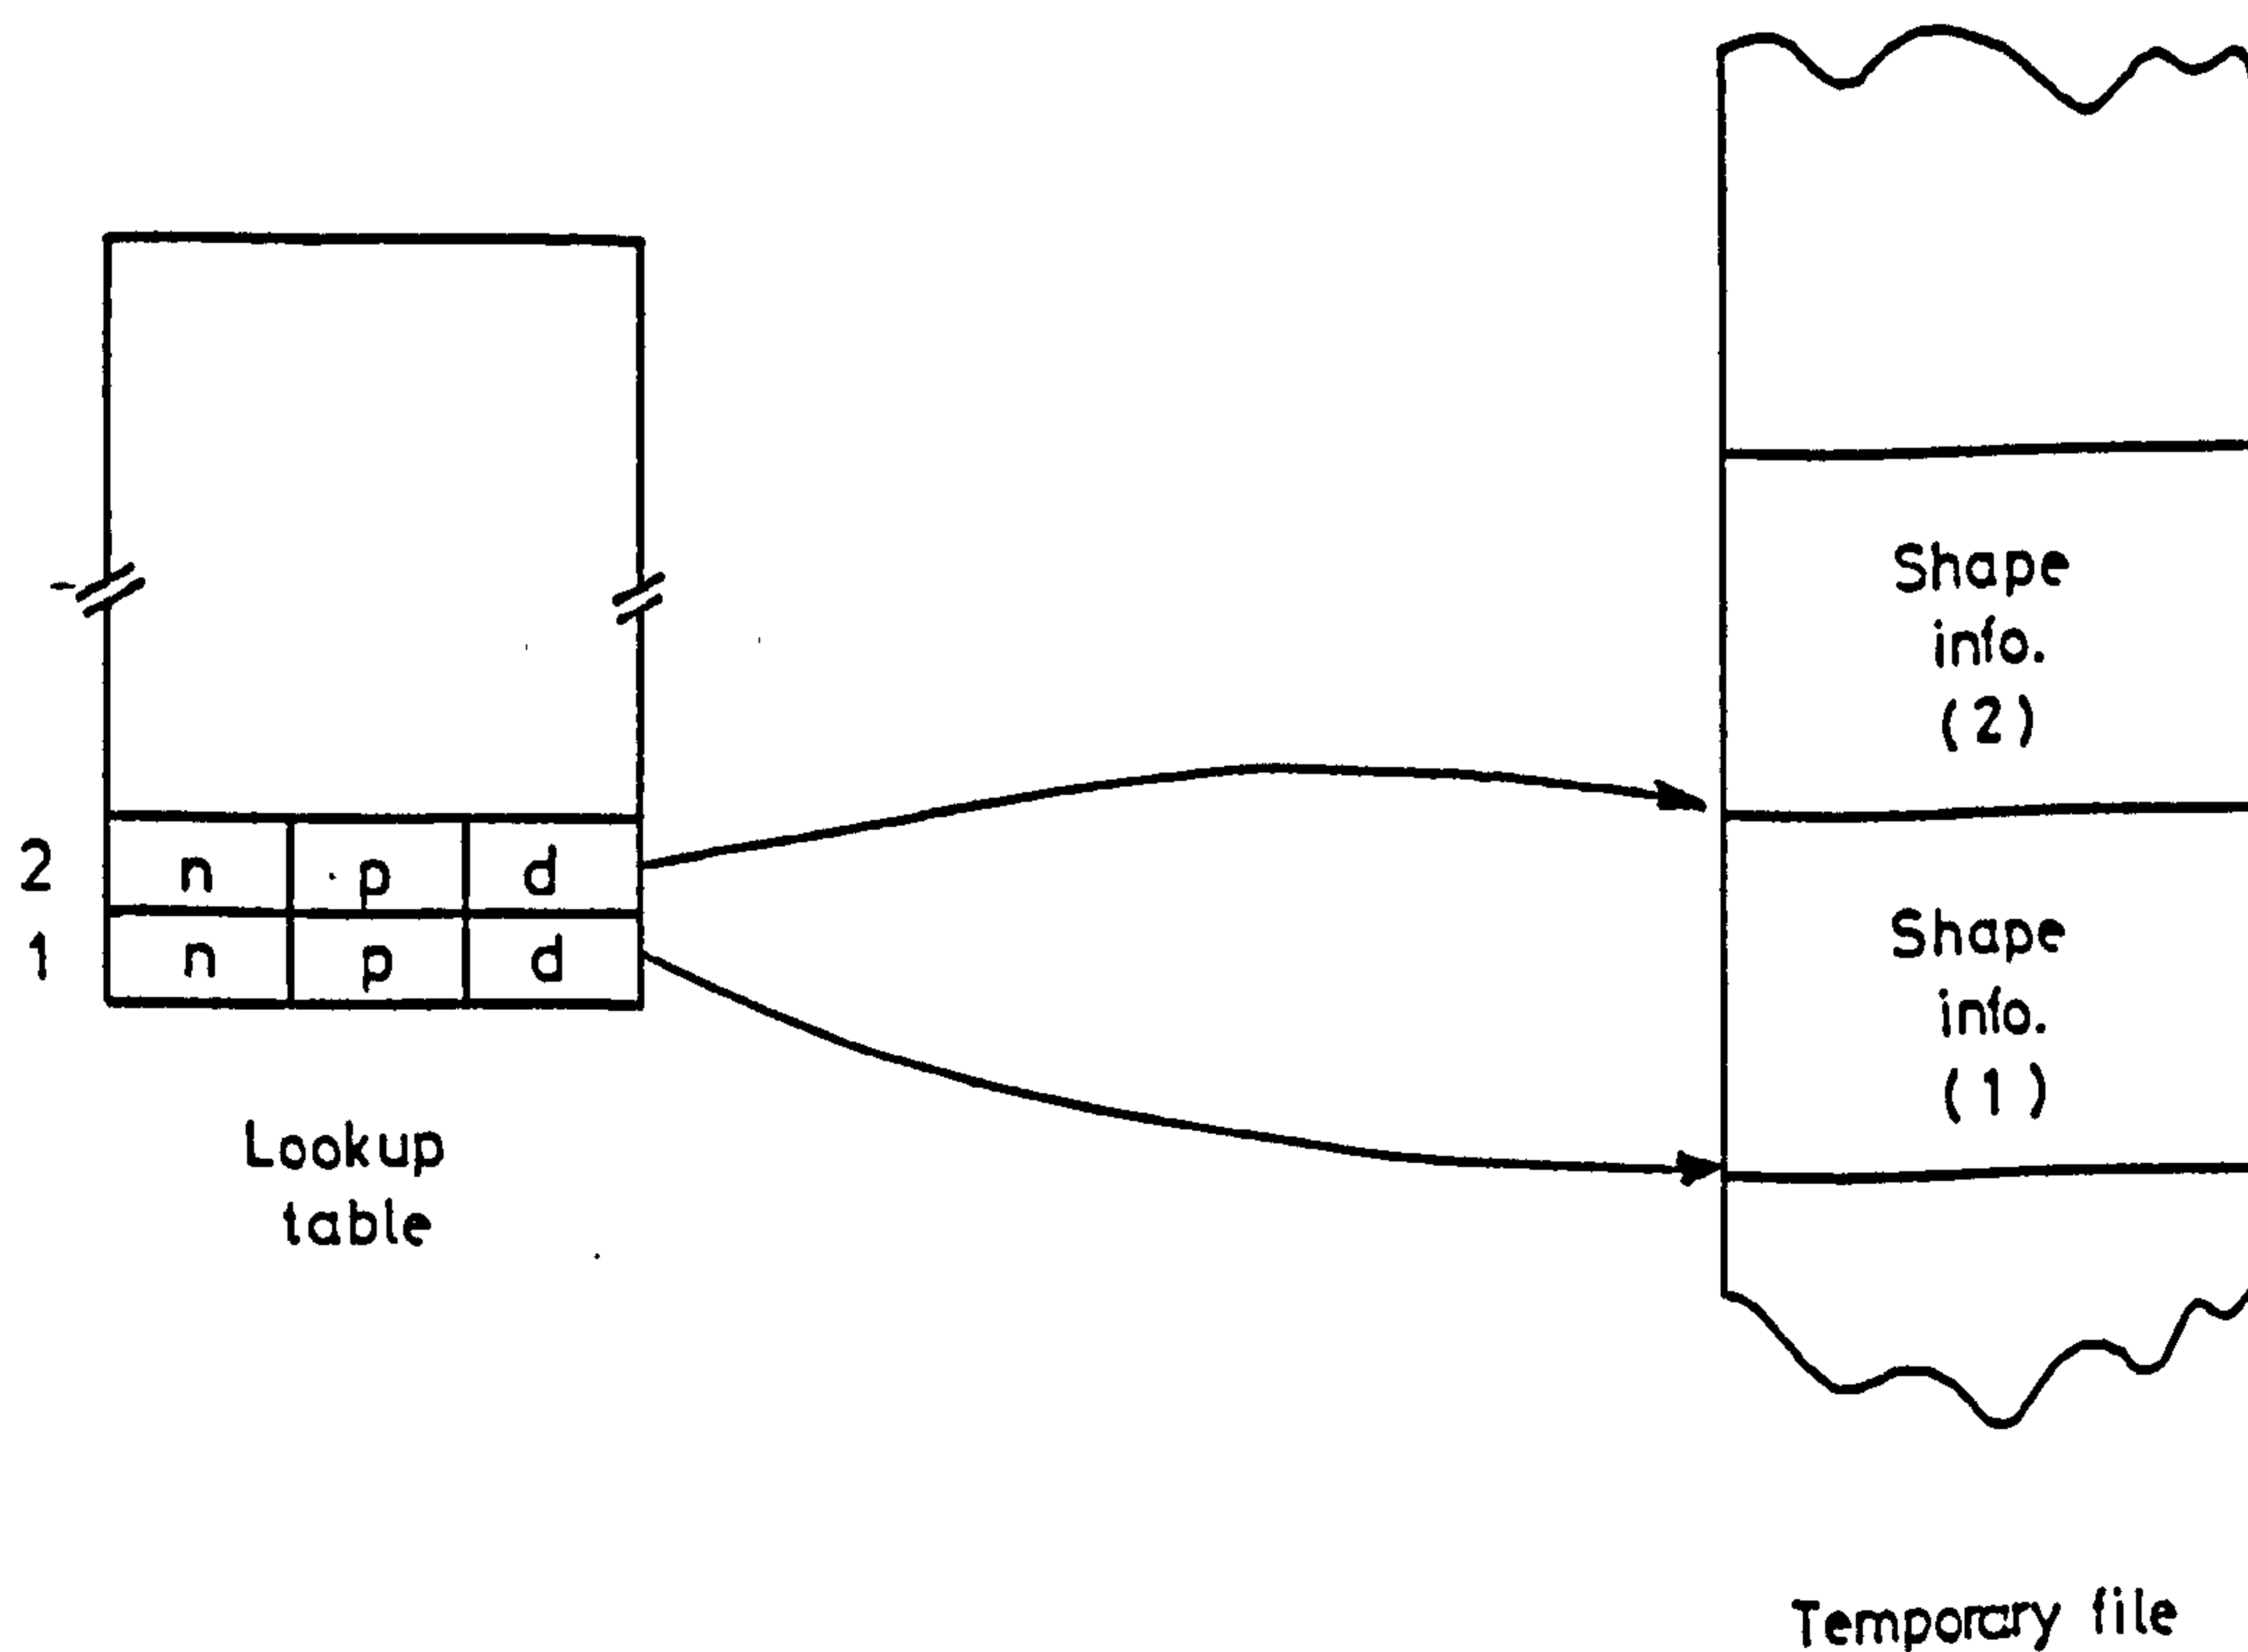 Shape
info.
(2)
2 n p d
1 n p d
Shape
info.
(1)
Lookup
table
Temporary file